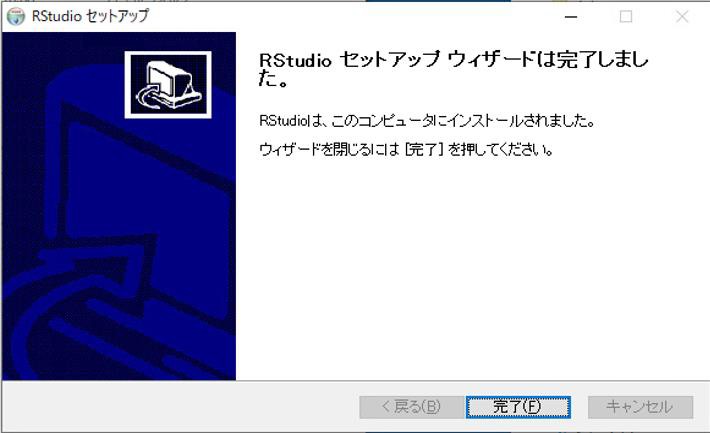 RStudio セットアップ
RStudio セットアップ ウィザードは完了しまし
た。
RStudioは、このコンピュータにインストールされました。
ウィザードを閉じるには [完了] を押してください。
< 戻る(B)
完了(F)
キャンセル